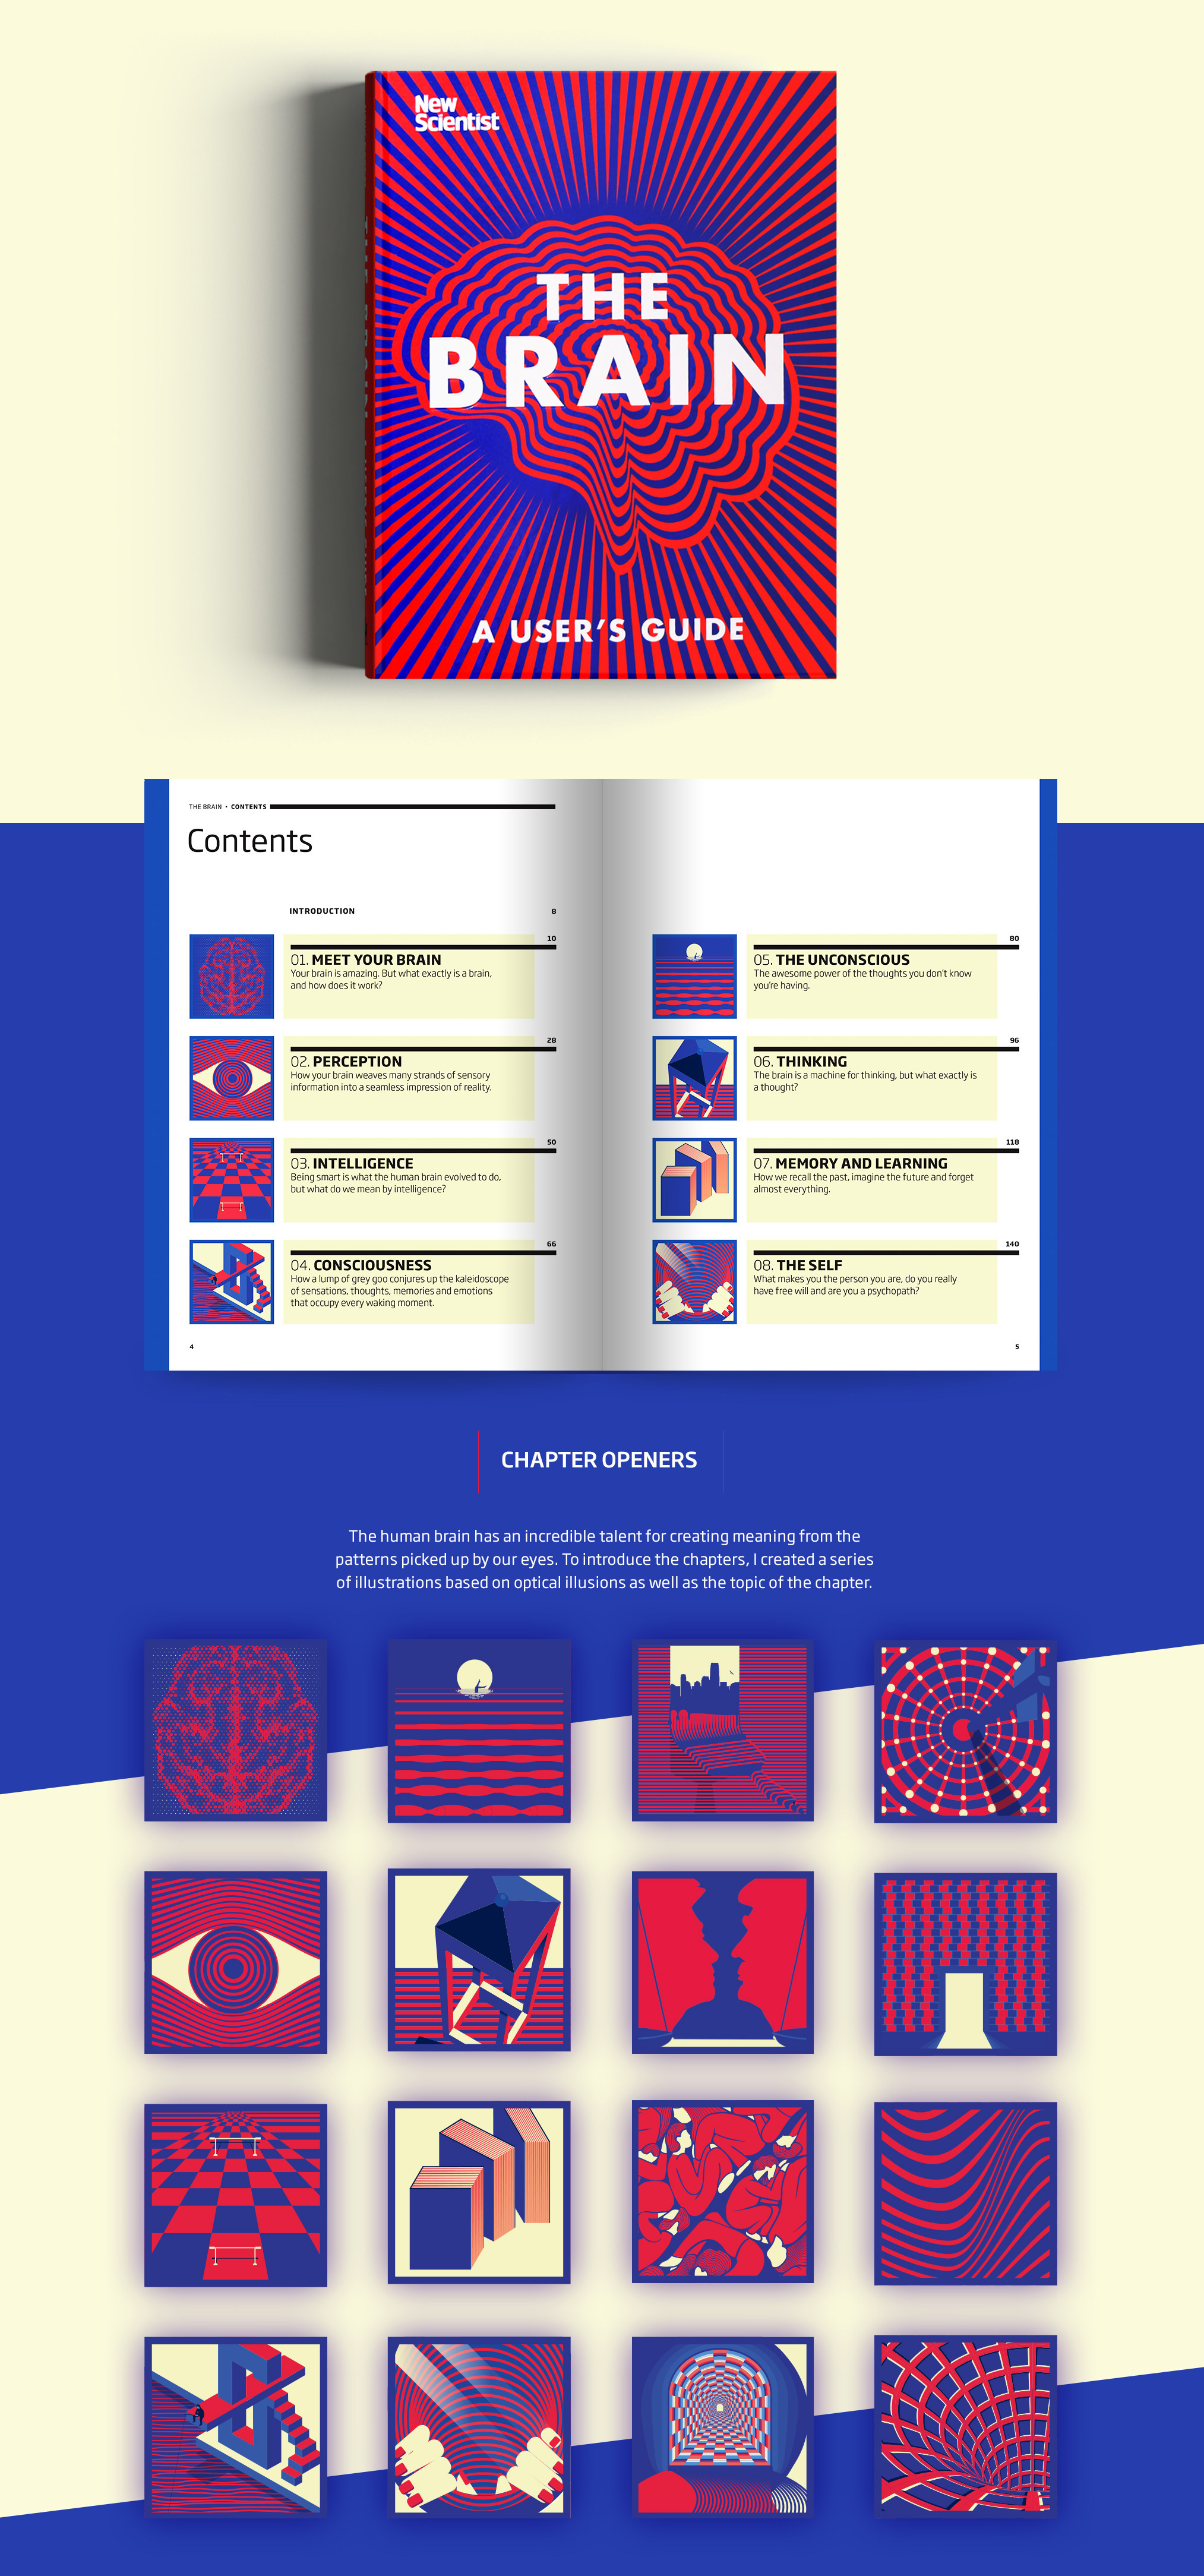 New
Scientist
THE
BRAIN
A USER'S GUIDE
THE BRAIN • CONTENTS
Contents
INTRODUCTION 8
10
01. MEET YOUR BRAIN
Your brain is amazing. But what exactly is a brain,
and how does it work?
28
02. PERCEPTION
How your brain weaves many strands of sensory
information into a seamless impression of reality.
50
03. INTELLIGENCE
Being smart is what the human brain evolved to do,
but what do we mean by intelligence?
66
04. CONSCIOUSNESS
How a lump of grey goo conjures up the kaleidoscope
of sensations, thoughts, memories and emotions
that occupy every waking moment.
4
80
05. THE UNCONSCIOUS
The awesome power of the thoughts you don't know
you're having.
96
06. THINKING
The brain is a machine for thinking, but what exactly is
a thought?
118
07. MEMORY AND LEARNING
How we recall the past, imagine the future and forget
almost everything.
140
08. THE SELF
What makes you the person you are, do you really
have free will and are you a psychopath?
5
CHAPTER OPENERS
The human brain has an incredible talent for creating meaning from the
patterns picked up by our eyes. To introduce the chapters, I created a series
of illustrations based on optical illusions as well as the topic of the chapter.